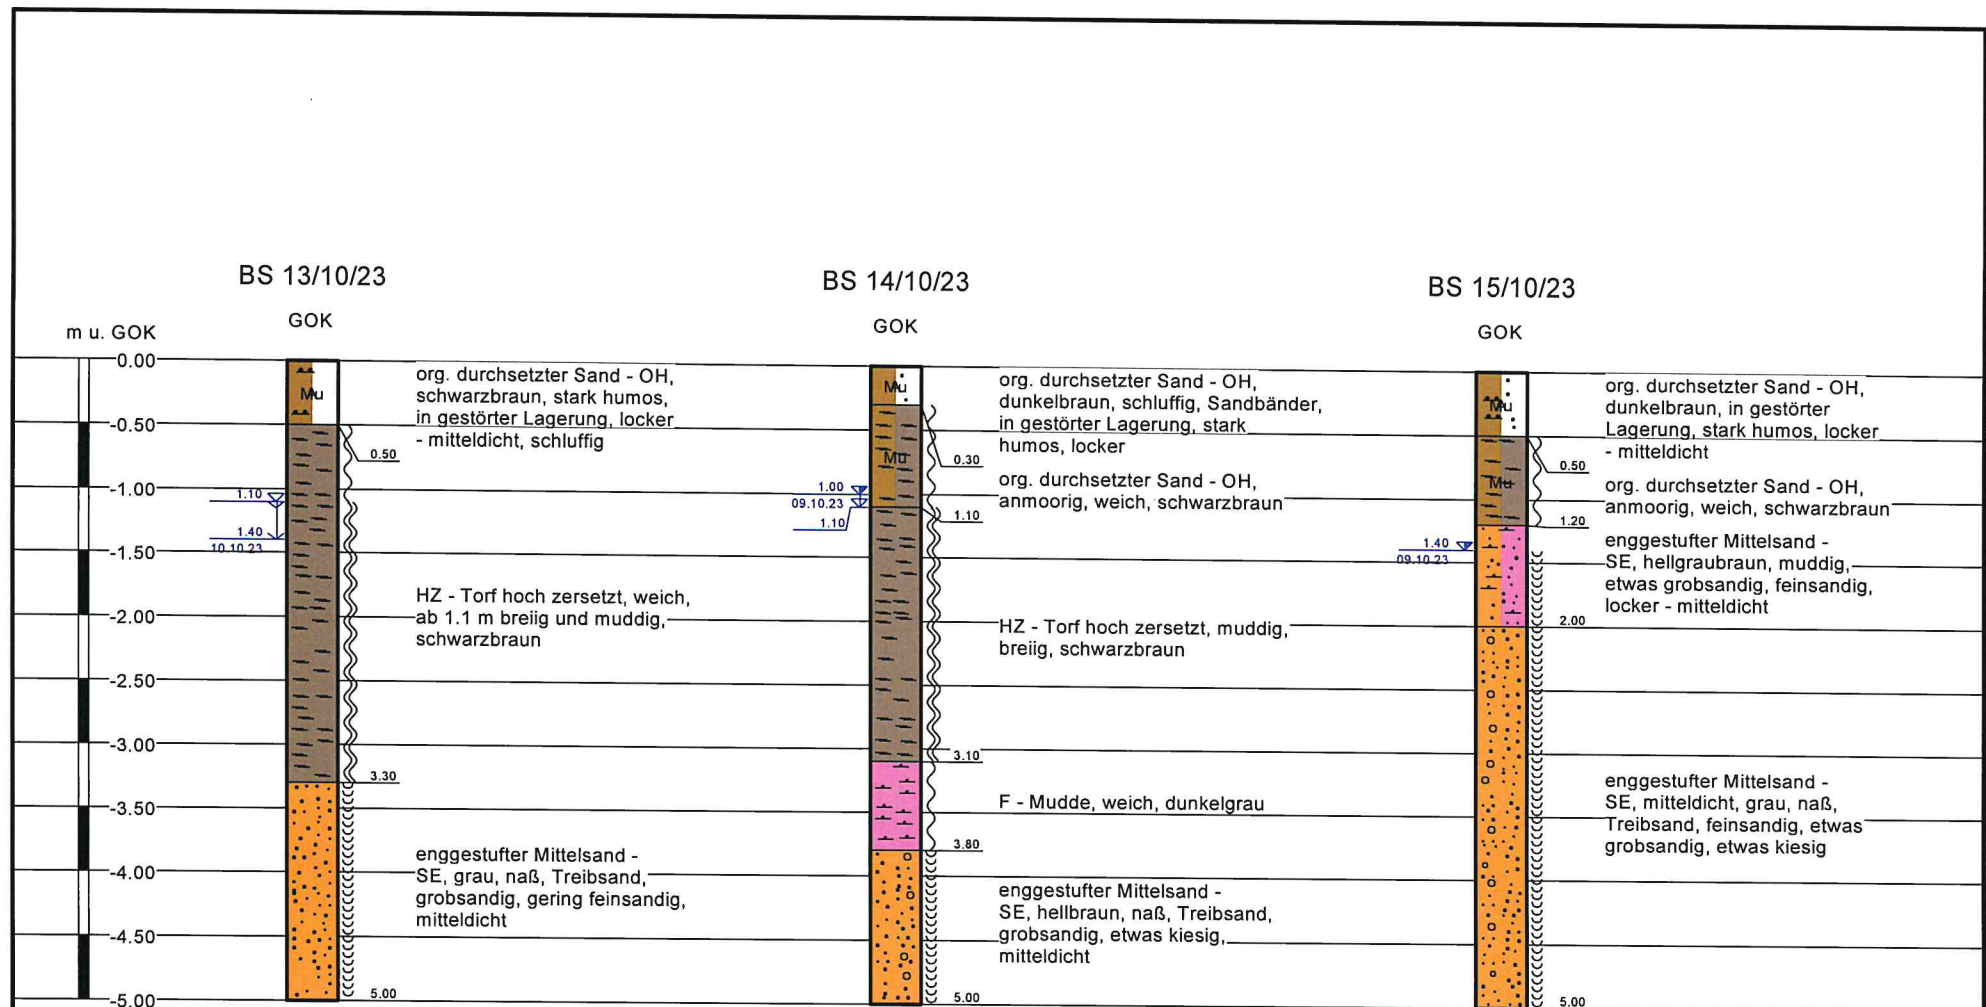 BS 13/10/23
GOK
BS 14/10/23
GOK
BS 15/10/23
GOK
m u. GOK
0.00
-0.50
-1.00
-1.50
-2.00
-2.50
-3.00
-3.50
-4.00
-4.50
-5.00
Mu
1.10
1.40
10.10.23
0.50
3.30
5.00
org. durchsetzter Sand - OH,
schwarzbraun, stark humos,
in gestörter Lagerung, locker
- mitteldicht, schluffig
HZ - Torf hoch zersetzt, weich,
ab 1.1 m breiig und muddig,
schwarzbraun
enggestufter Mittelsand -
SE, grau, naß, Treibsand,
grobsandig, gering feinsandig,
mitteldicht
Mu
Mu
1.00
09.10.23
1.10
0.30
1.10
3.10
3.80
5.00
org. durchsetzter Sand - OH,
dunkelbraun, schluffig, Sandbänder,
in gestörter Lagerung, stark
humos, locker
org. durchsetzter Sand - OH,
anmoorig, weich, schwarzbraun
HZ - Torf hoch zersetzt, muddig,
breiig, schwarzbraun
F - Mudde, weich, dunkelgrau
enggestufter Mittelsand -
SE, hellbraun, naß, Treibsand,
grobsandig, etwas kiesig,
mitteldicht
Mu
Mu
1.40
09.10.23
0.50
1.20
2.00
5.00
org. durchsetzter Sand - OH,
dunkelbraun, in gestörter
Lagerung, stark humos, locker
- mitteldicht
org. durchsetzter Sand - OH,
anmoorig, weich, schwarzbraun
enggestufter Mittelsand -
SE, hellgraubraun, muddig,
etwas grobsandig, feinsandig,
locker - mitteldicht
enggestufter Mittelsand -
SE, mitteldicht, grau, naß,
Treibsand, feinsandig, etwas
grobsandig, etwas kiesig